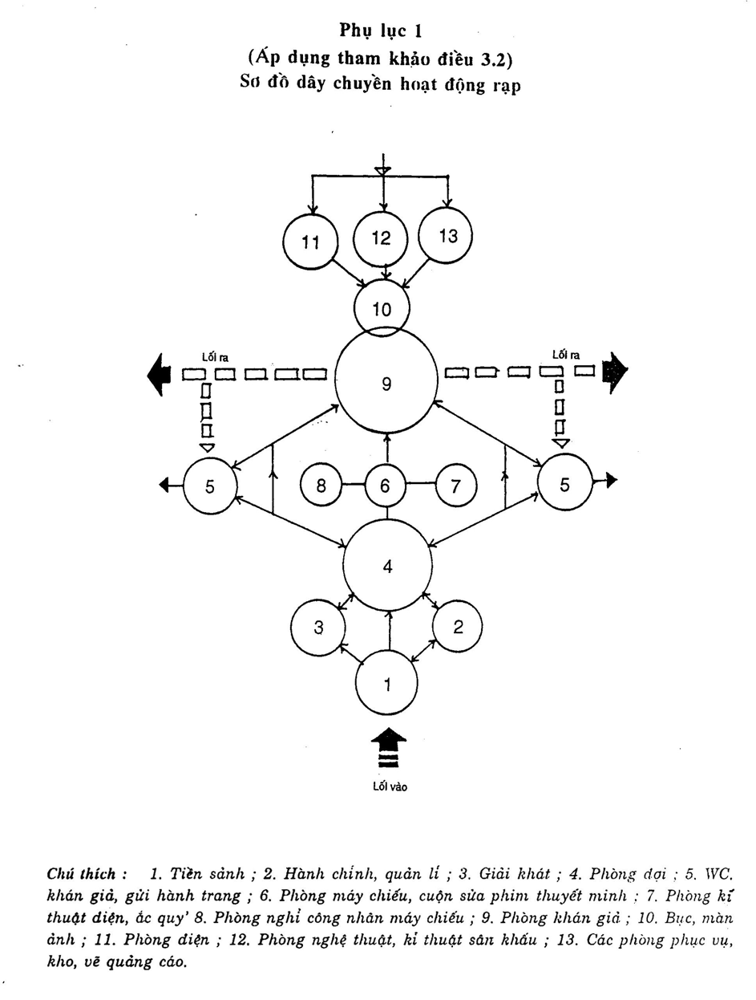 Phụ lục 1
(Áp dụng tham khảo điều 3.2)
Sơ đồ dây chuyền hoạt động rạp
11
12
13
10
Lối ra
Lối ra
9
5
8
6
7
5
4
3
2
1
Lối vào
Chú thích : 1. Tiền sảnh ; 2. Hành chính, quản lí ; 3. Giải khát ; 4. Phòng dợi ; 5. WC.
khán giả, gửi hành trang ; 6. Phòng máy chiếu, cuộn sửa phim thuyết minh ; 7. Phòng kĩ
thuật diện, ắc quy' 8. Phòng nghỉ công nhân máy chiếu ; 9. Phòng khán giả ; 10. Bục, màn
ảnh ; 11. Phòng diện ; 12. Phòng nghệ thuật, kỉ thuật sân khấu ; 13. Các phòng phục vụ,
kho, vẽ quảng cáo.